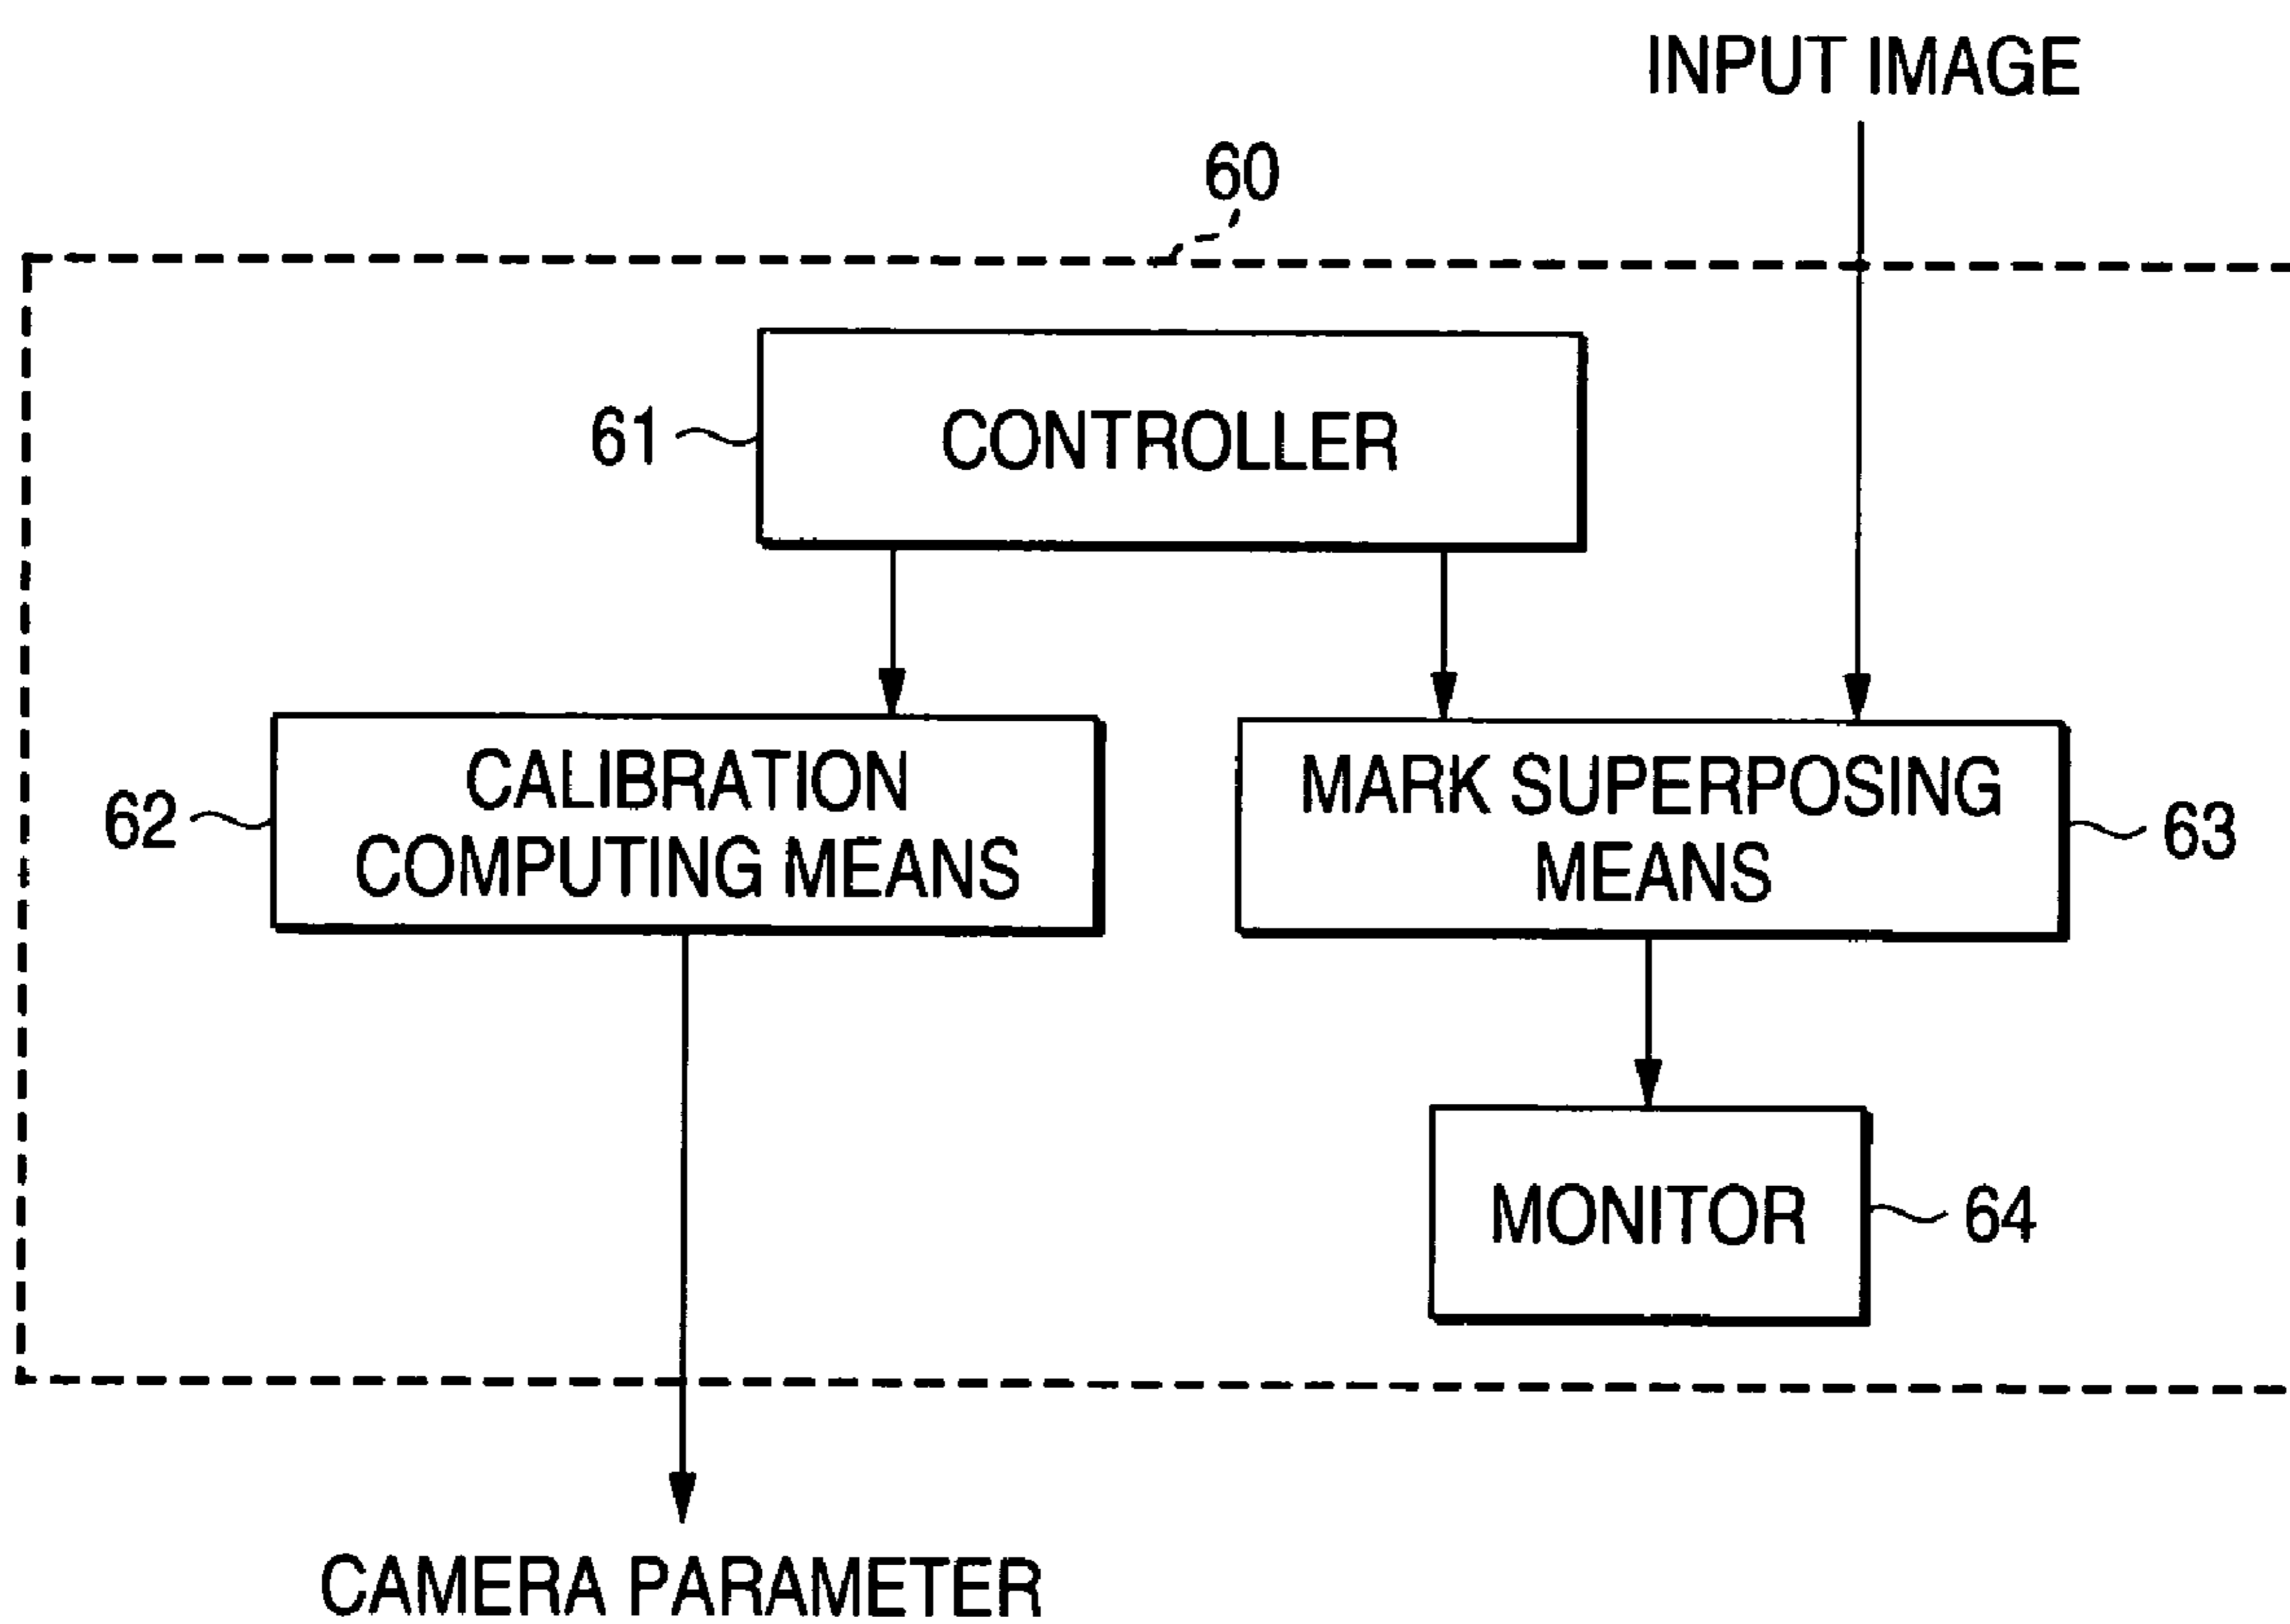 INPUT IMAGE
60
61
CONTROLLER
62
CALIBRATION
COMPUTING MEANS
MARK SUPERPOSING
MEANS
63
MONITOR
64
CAMERA PARAMETER